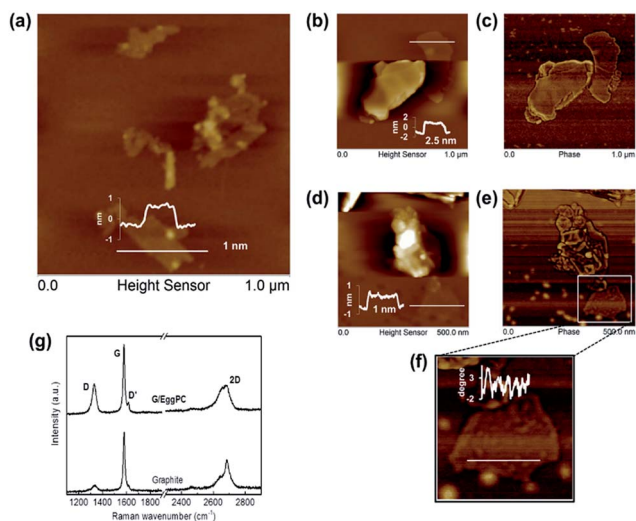 (a)
1
0
-1
nm
1 nm
0.0 Height Sensor 1.0 µm
(b)
2
0
-2
nm
2.5 nm
0.0 Height Sensor 1.0 µm
(c)
0.0 Phase 1.0 µm
(d)
1
0
-1
nm
1 nm
0.0 Height Sensor 500.0 nm
(e)
0.0 Phase 500.0 nm
(f)
3
-2
degree
(g)
G
D
D'
2D
G/EggPC
Graphite
Intensity (a.u.)
1200 1400 1600 1800 2400 2600 2800
Raman wavenumber (cm⁻¹)